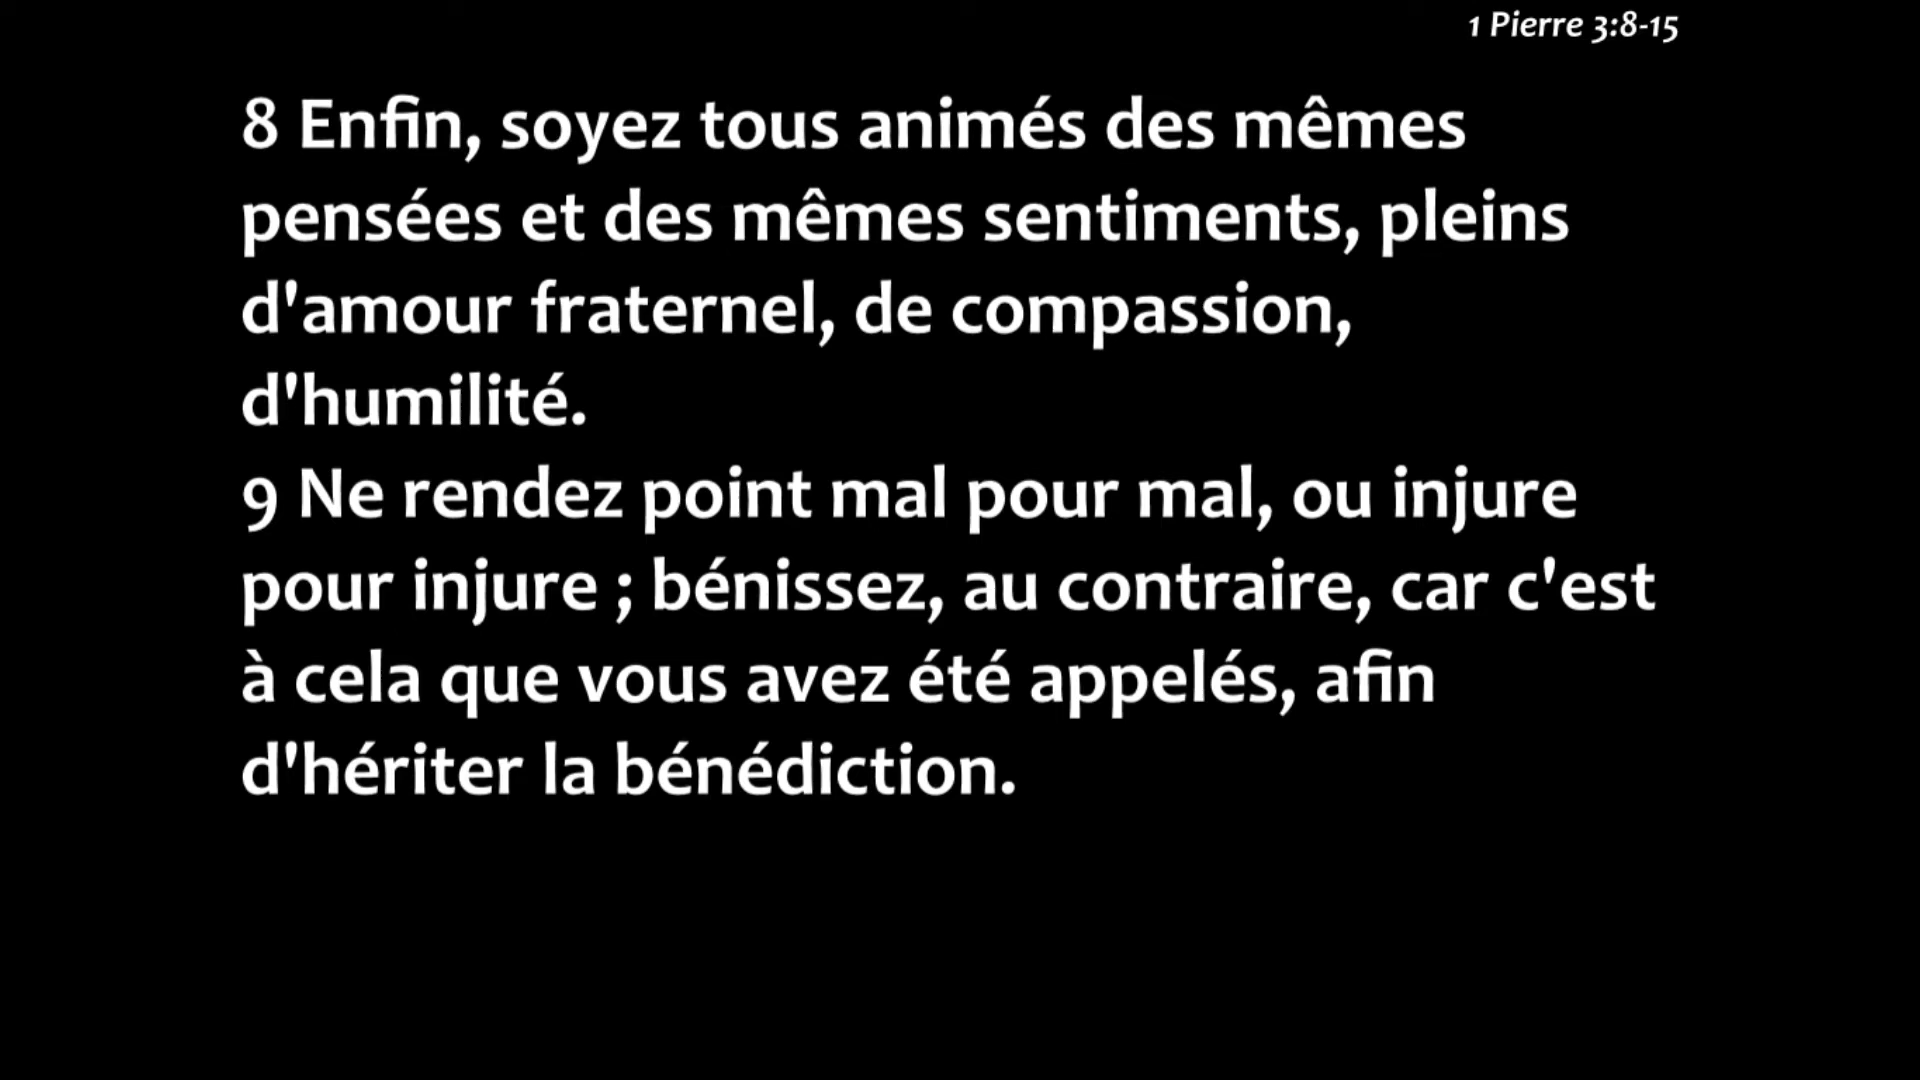 1 Pierre 3:8-15
8 Enfin, soyez tous animés des mêmes
pensées et des mêmes sentiments, pleins
d'amour fraternel, de compassion,
d'humilité.
9 Ne rendez point mal pour mal, ou injure
pour injure ; bénissez, au contraire, car c'est
à cela que vous avez été appelés, afin
d'hériter la bénédiction.